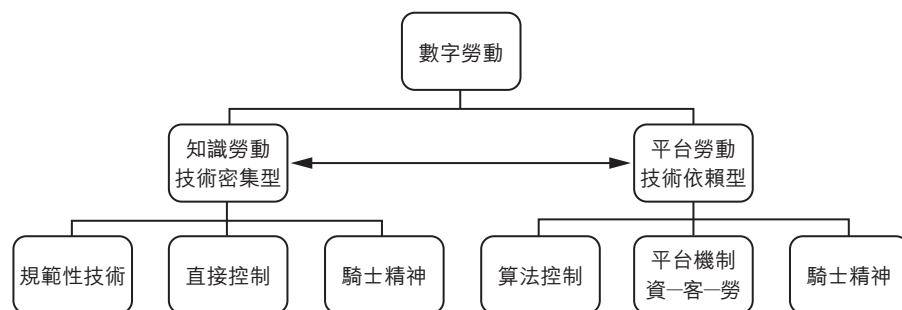 數字勞動
知識勞動
技術密集型
平台勞動
技術依賴型
規範性技術
直接控制
騎士精神
算法控制
平台機制
資—客—勞
騎士精神